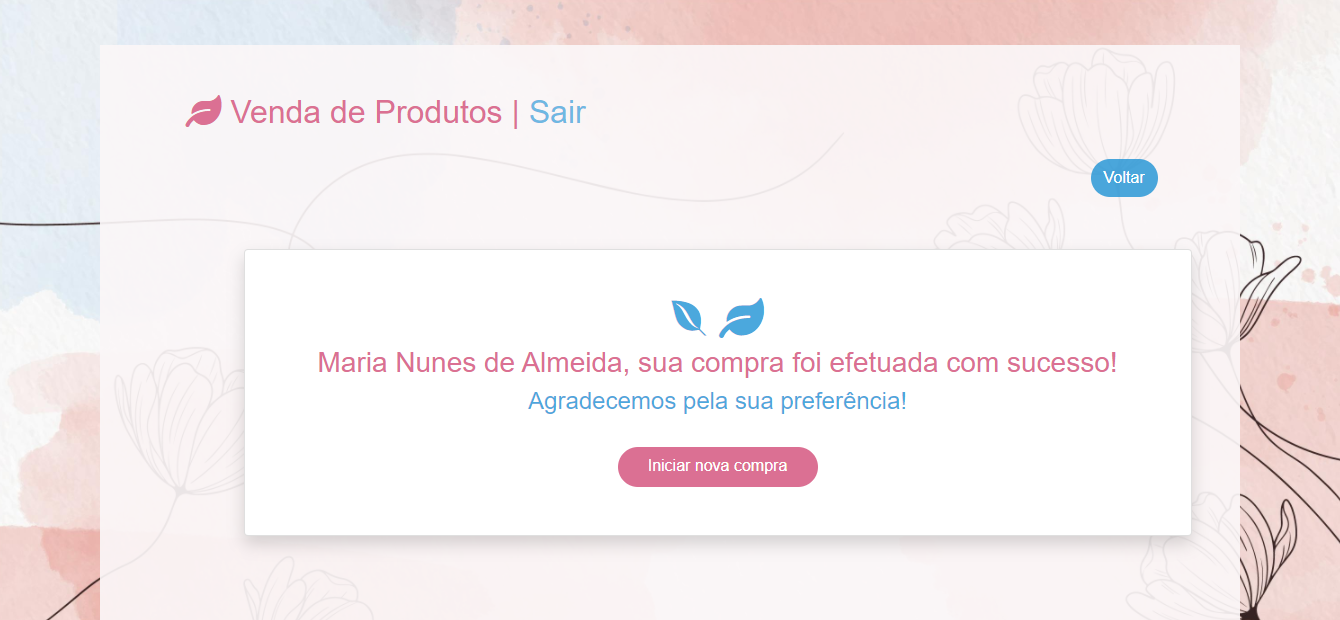 Venda de Produtos | Sair
Voltar
Maria Nunes de Almeida, sua compra foi efetuada com sucesso!
Agradecemos pela sua preferência!
Iniciar nova compra